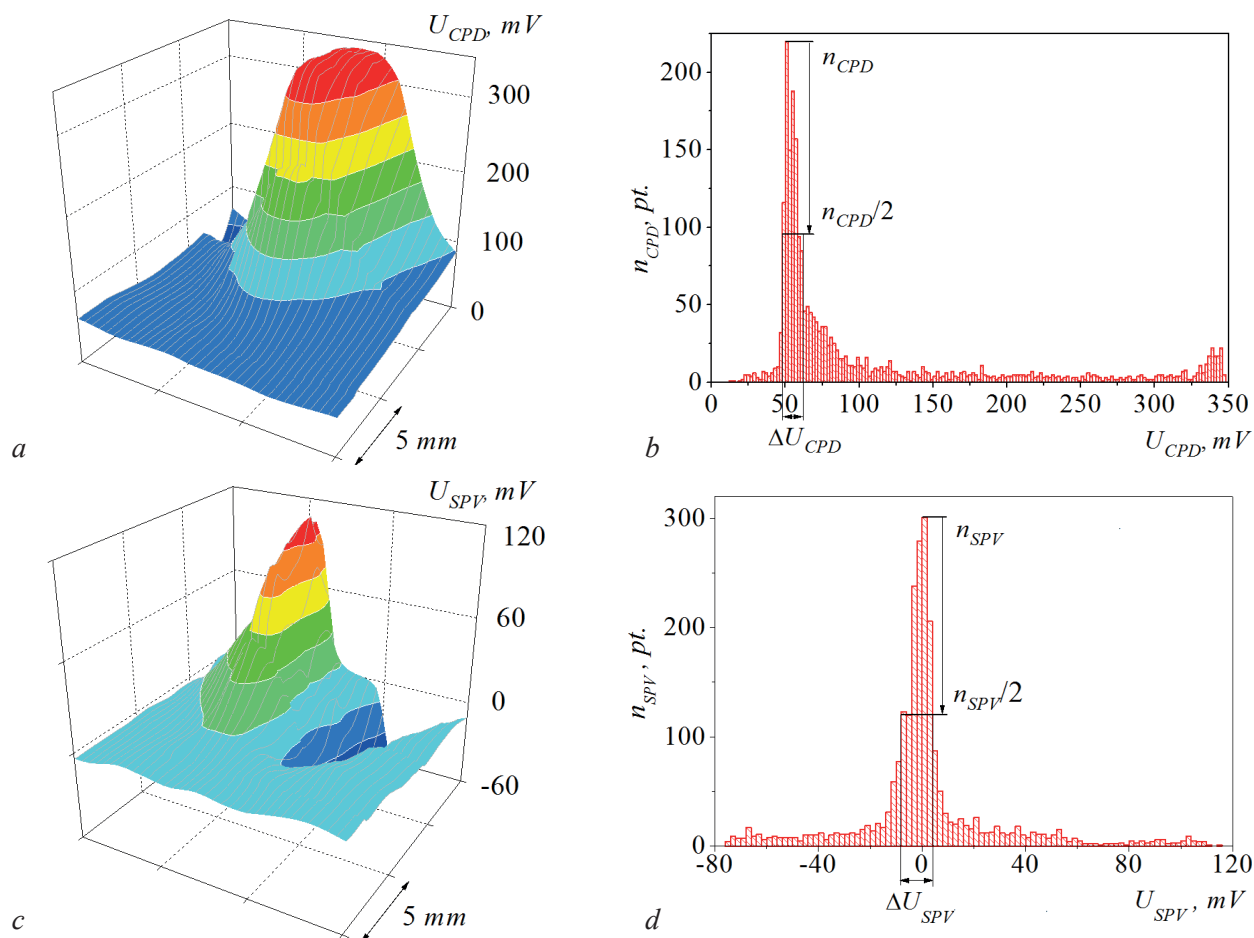 U_CPD, mV
300
200
100
0
5 mm
a
n_CPD, pt.
200
150
100
50
0
n_CPD
n_CPD/2
0 50 100 150 200 250 300 350
ΔU_CPD
U_CPD, mV
b
U_SPV, mV
120
60
0
-60
5 mm
c
n_SPV, pt.
300
200
100
0
n_SPV
n_SPV/2
-80 -40 0 40 80 120
ΔU_SPV
U_SPV, mV
d